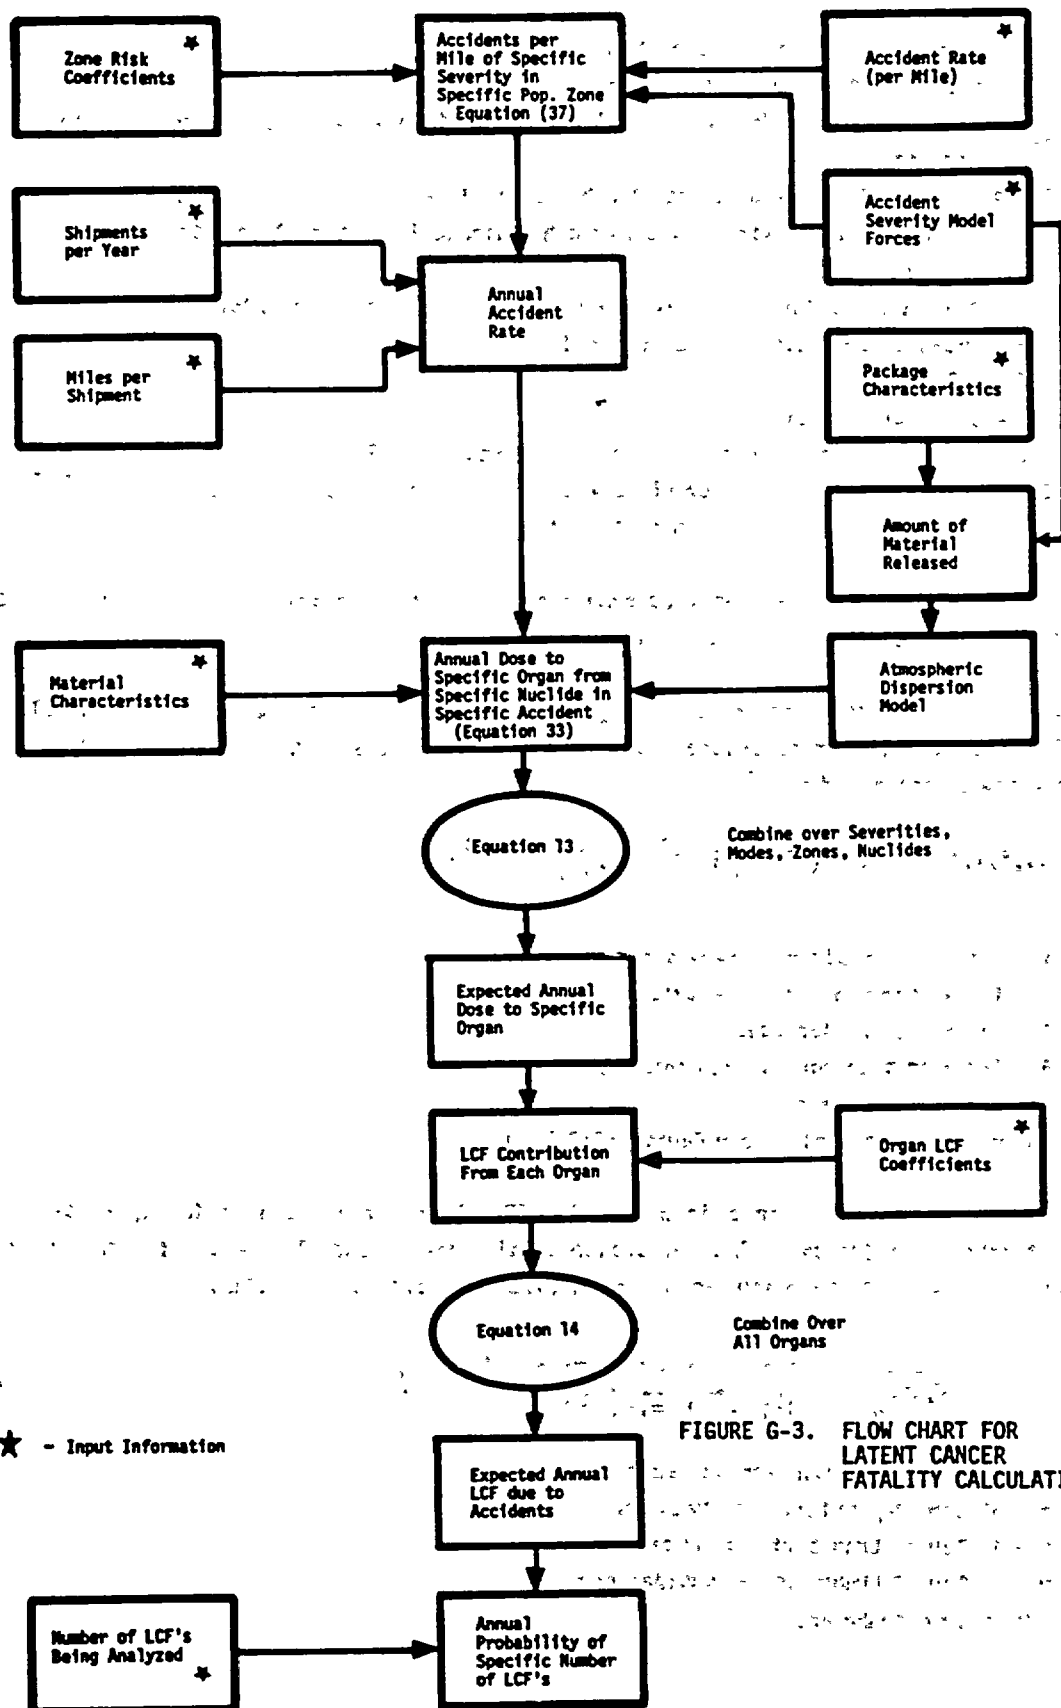 Zone Risk
Coefficients
★
Accidents per
Mile of Specific
Severity in
Specific Pop. Zone
Equation (37)
Accident Rate
(per Mile)
★
Shipments
per Year
★
Accident
Severity Model
Forces
★
Annual
Accident
Rate
Miles per
Shipment
★
Package
Characteristics
★
Amount of
Material
Released
Material
Characteristics
★
Annual Dose to
Specific Organ from
Specific Nuclide in
Specific Accident
(Equation 33)
Atmospheric
Dispersion
Model
Equation 13
Combine over Severities,
Modes, Zones, Nuclides
Expected Annual
Dose to Specific
Organ
LCF Contribution
From Each Organ
Organ LCF
Coefficients
★
Equation 14
Combine Over
All Organs
★ - Input Information
FIGURE G-3. FLOW CHART FOR
LATENT CANCER
FATALITY CALCULATI
Expected Annual
LCF due to
Accidents
Number of LCF's
Being Analyzed
★
Annual
Probability of
Specific Number
of LCF's